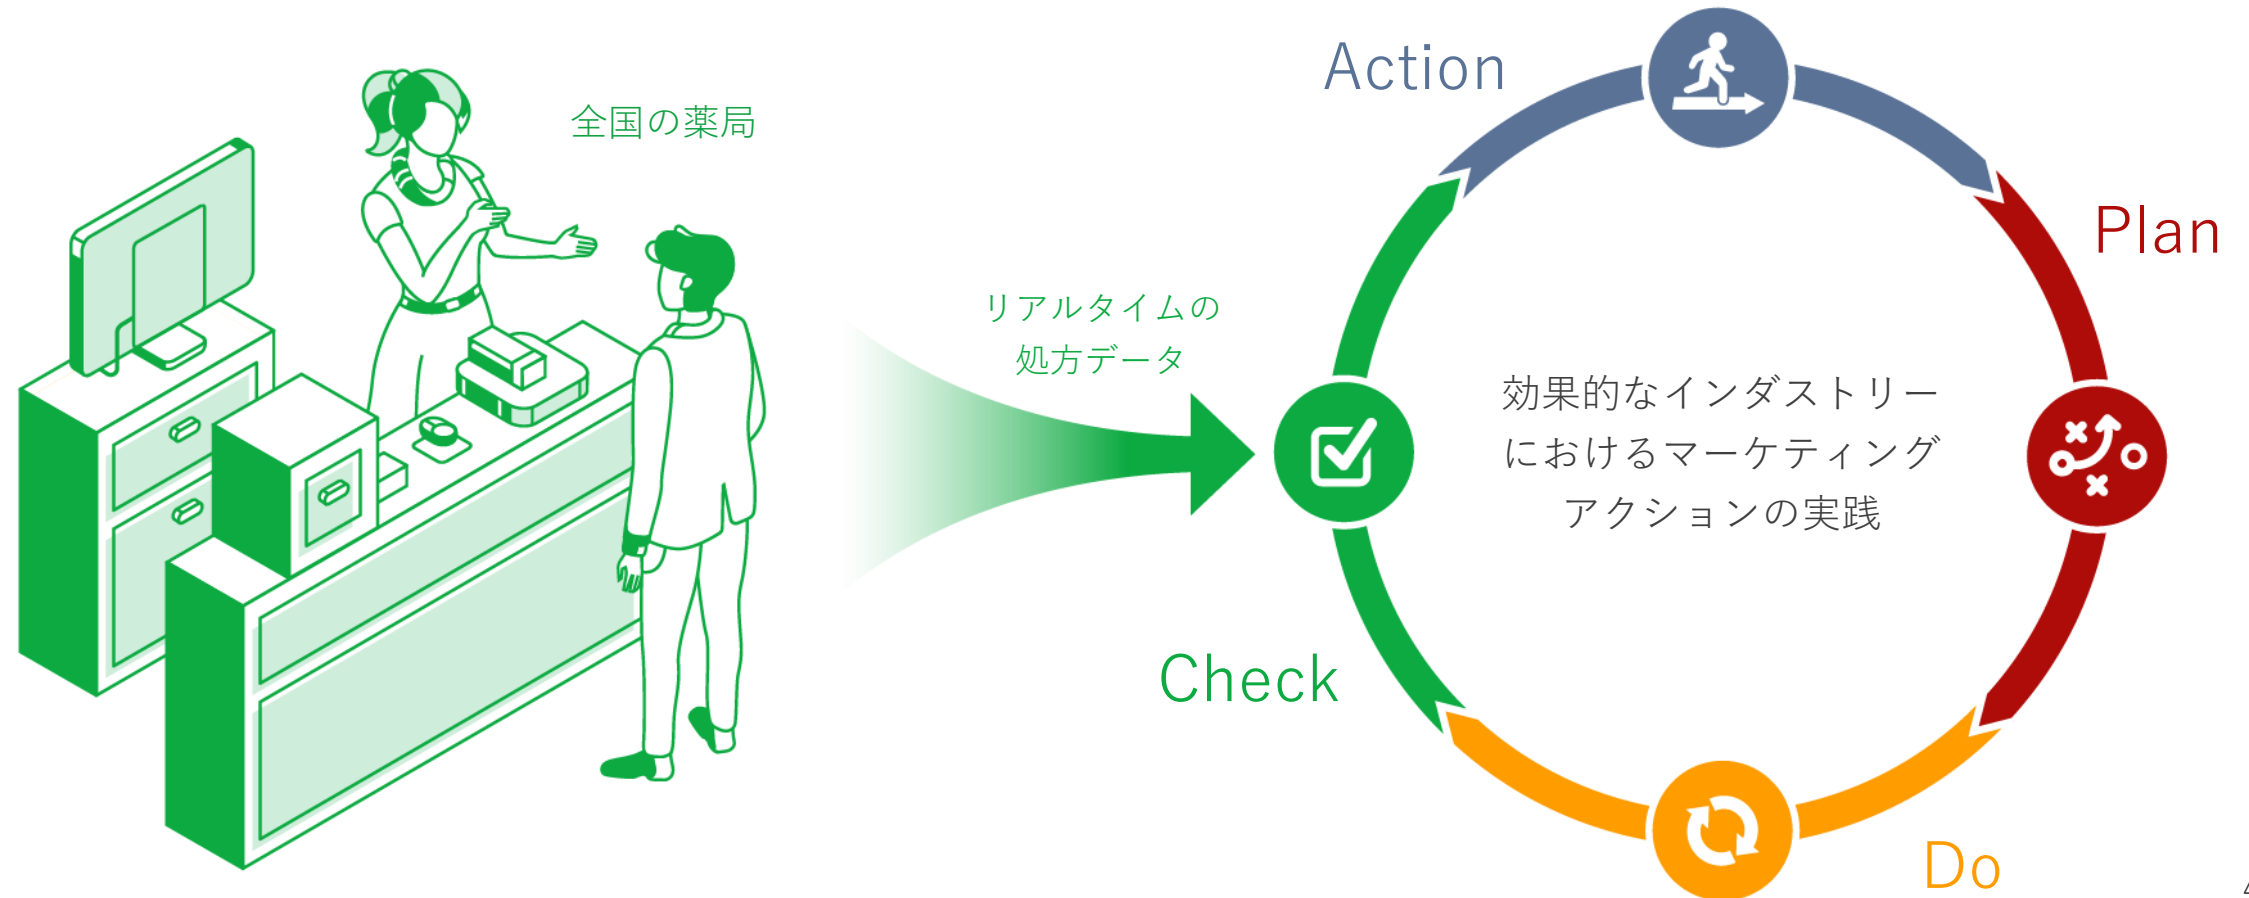 全国の薬局
リアルタイムの
処方データ
Action
Plan
効果的なインダストリー
におけるマーケティング
アクションの実践
Check
Do